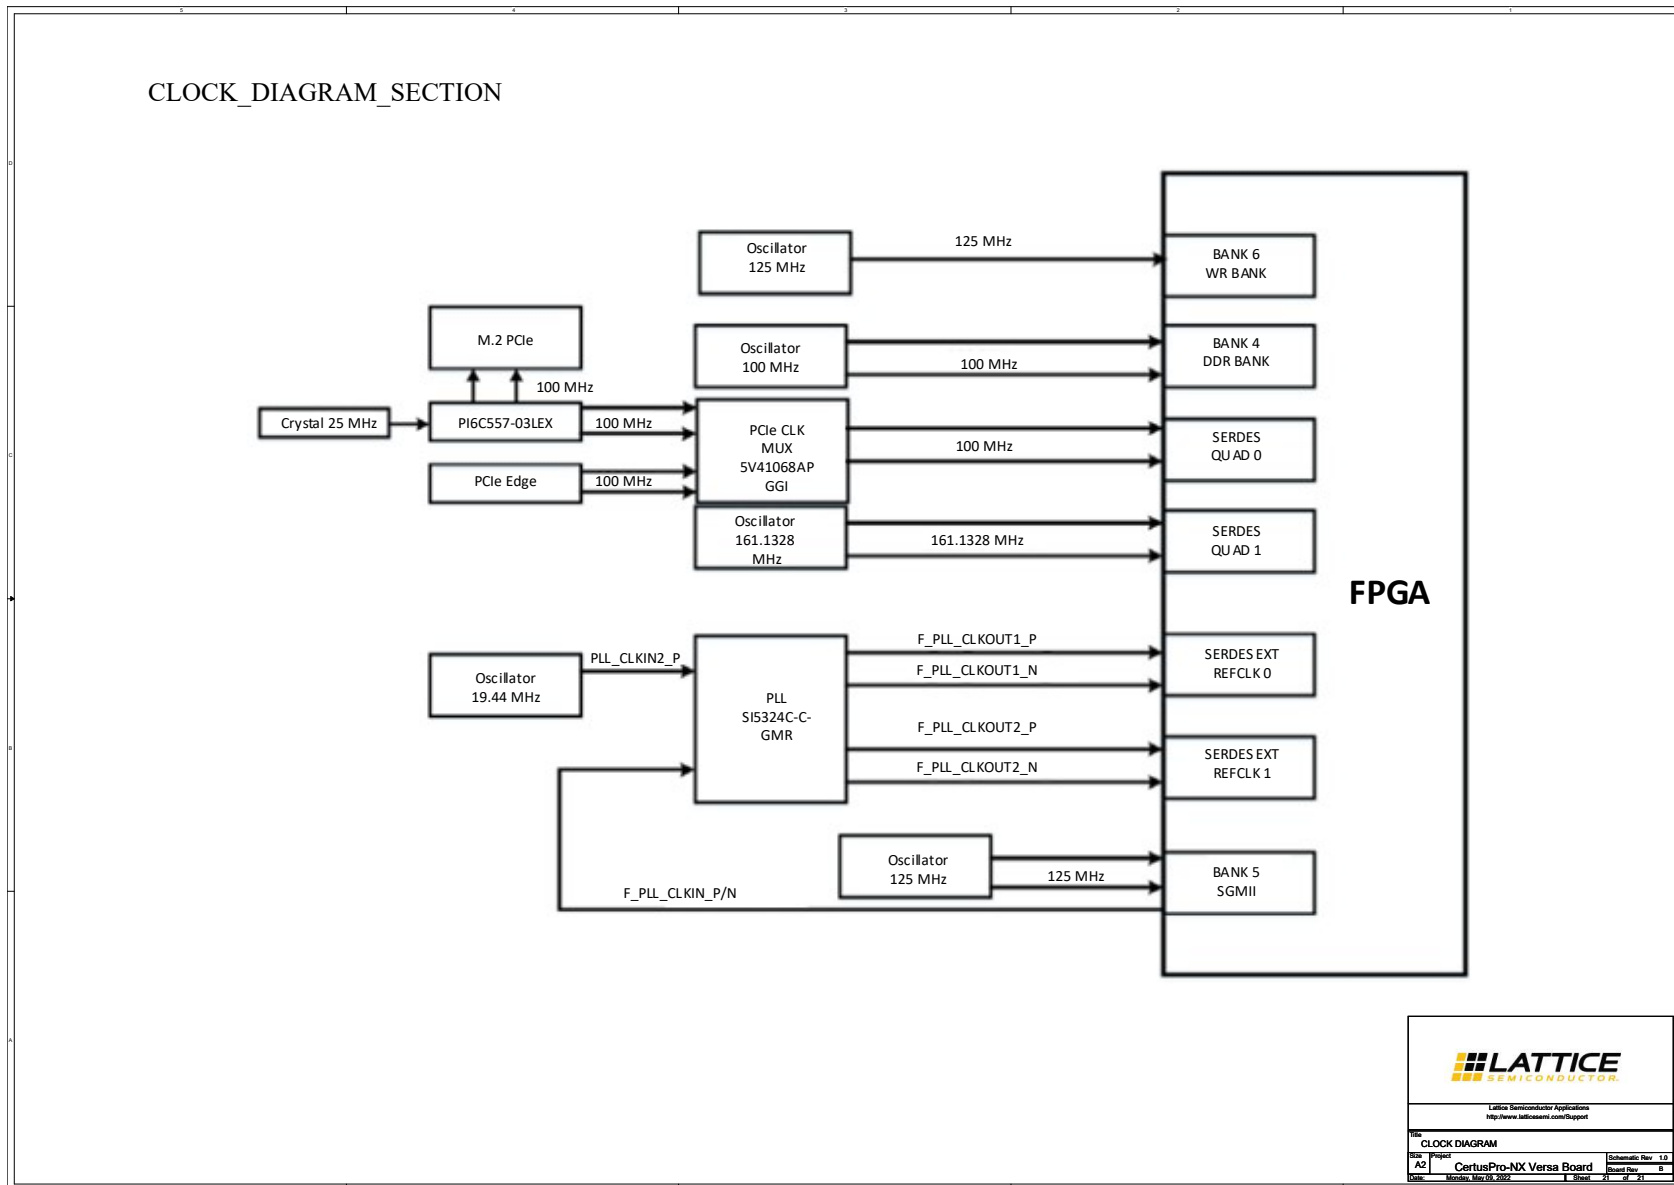 5 4 3 2 1
CLOCK_DIAGRAM_SECTION
D
C
B
A
Oscillator
125 MHz
125 MHz
BANK 6
WR BANK
M.2 PCIe
Oscillator
100 MHz
100 MHz
BANK 4
DDR BANK
100 MHz
Crystal 25 MHz
PI6C557-03LEX
100 MHz
PCIe Edge
100 MHz
PCIe CLK
MUX
5V41068AP
GGI
100 MHz
SERDES
QUAD 0
Oscillator
161.1328
MHz
161.1328 MHz
SERDES
QUAD 1
FPGA
Oscillator
19.44 MHz
PLL_CLKIN2_P
PLL
SI5324C-C-
GMR
F_PLL_CLKOUT1_P
F_PLL_CLKOUT1_N
SERDES EXT
REFCLK 0
F_PLL_CLKOUT2_P
F_PLL_CLKOUT2_N
SERDES EXT
REFCLK 1
Oscillator
125 MHz
125 MHz
BANK 5
SGMII
F_PLL_CLKIN_P/N
LATTICE
SEMICONDUCTOR.
Lattice Semiconductor Applications
http://www.latticesemi.com/Support
Title
CLOCK DIAGRAM
Size Project Schematic Rev 1.0
A2 CertusPro-NX Versa Board Board Rev B
Date: Monday, May 09, 2022 Sheet 21 of 21